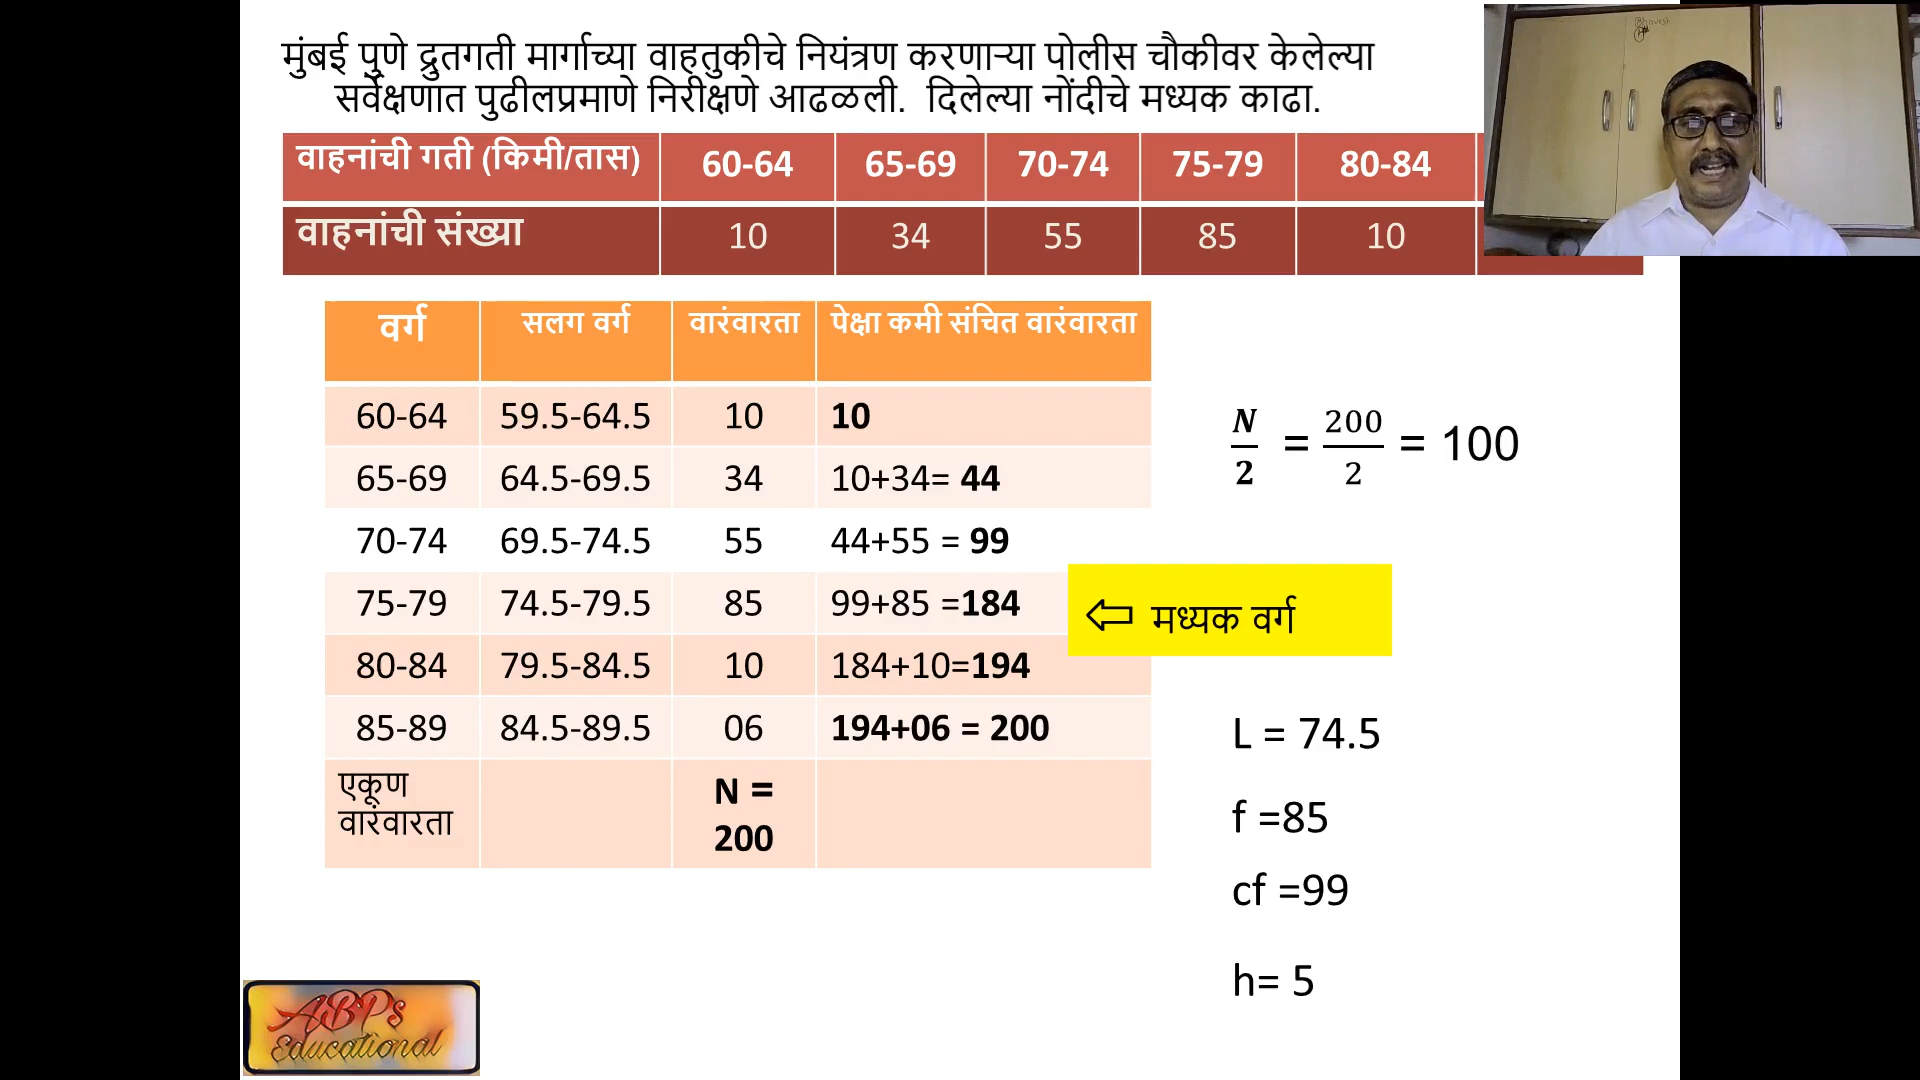 मुंबई पुणे द्रुतगती मार्गाच्या वाहतुकीचे नियंत्रण करणाऱ्या पोलीस चौकीवर केलेल्या
सर्वेक्षणात पुढीलप्रमाणे निरीक्षणे आढळली. दिलेल्या नोंदीचे मध्यक काढा.
वाहनांची गती (किमी/तास) 60-64 65-69 70-74 75-79 80-84
वाहनांची संख्या 10 34 55 85 10
वर्ग सलग वर्ग वारंवारता पेक्षा कमी संचित वारंवारता
60-64 59.5-64.5 10 10
65-69 64.5-69.5 34 10+34= 44
70-74 69.5-74.5 55 44+55 = 99
75-79 74.5-79.5 85 99+85 =184
80-84 79.5-84.5 10 184+10=194
85-89 84.5-89.5 06 194+06 = 200
एकूण
वारंवारता
N =
200
N/2 = 200/2 = 100
⇦ मध्यक वर्ग
L = 74.5
f =85
cf =99
h= 5
ABPs
Educational
Bhavesh